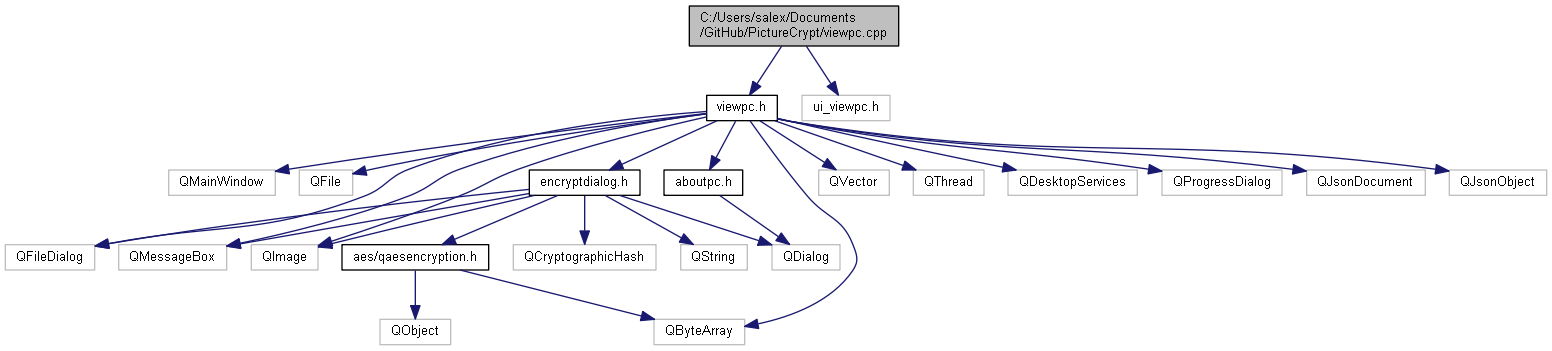 C:/Users/salex/Documents
/GitHub/PictureCrypt/viewpc.cpp
viewpc.h
ui_viewpc.h
QMainWindow
QFile
encryptdialog.h
aboutpc.h
QVector
QThread
QDesktopServices
QProgressDialog
QJsonDocument
QJsonObject
QFileDialog
QMessageBox
QImage
aes/qaesencryption.h
QCryptographicHash
QString
QDialog
QObject
QByteArray